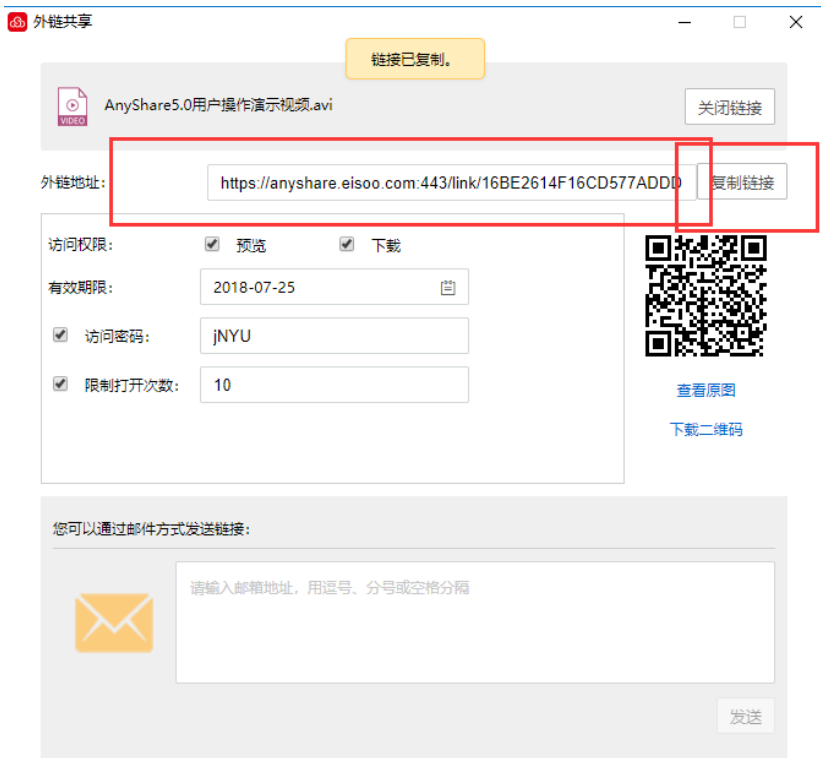 外链共享
链接已复制。
VIDEO
AnyShare5.0用户操作演示视频.avi
关闭链接
外链地址: https://anyshare.eisoo.com:443/link/16BE2614F16CD577ADDD 复制链接
访问权限: 预览 下载
有效期限: 2018-07-25
访问密码: jNYU
限制打开次数: 10
查看原图
下载二维码
您可以通过邮件方式发送链接:
请输入邮箱地址，用逗号、分号或空格分隔
发送